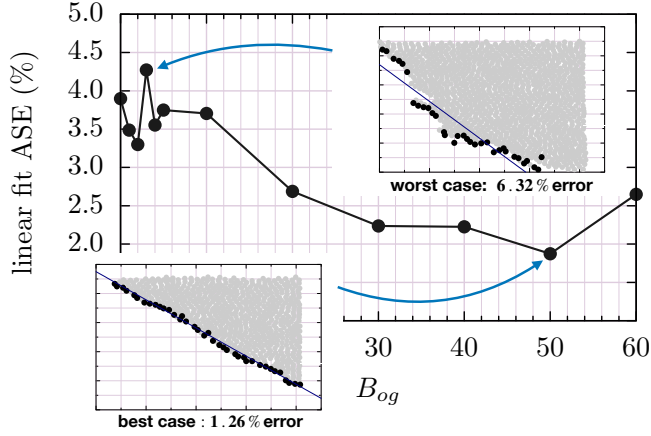 5.0
4.5
4.0
3.5
3.0
2.5
2.0
linear fit ASE (%)
worst case: 6.32% error
30 40 50 60
B_og
best case : 1.26% error